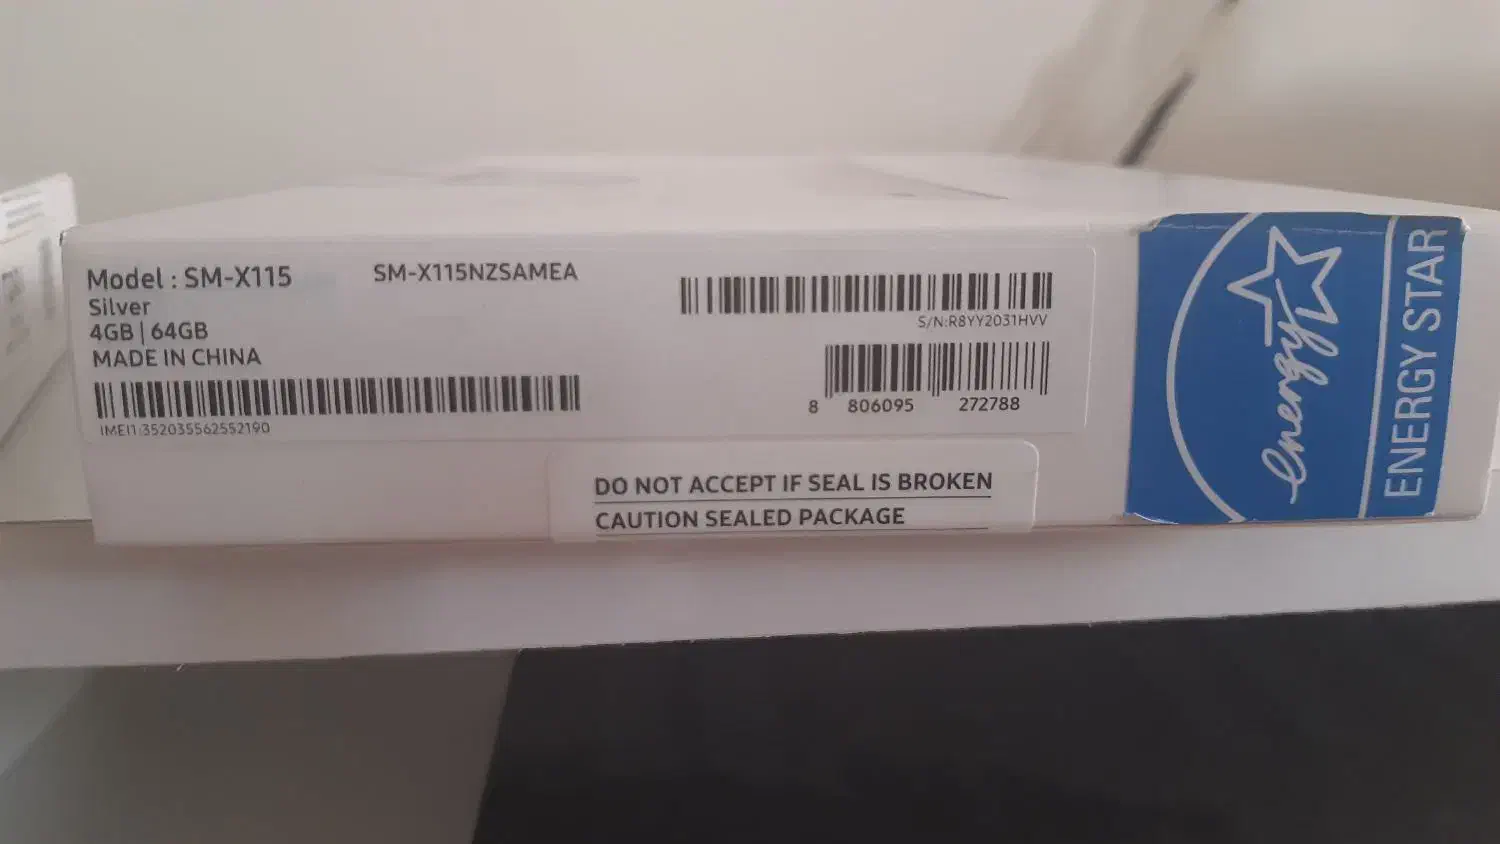 Model : SM-X115
SM-X115NZSAMEA
Silver
4GB | 64GB
MADE IN CHINA
IMEI1:352035562552190
S/N:R8YY2031HVV
8 806095 272788
DO NOT ACCEPT IF SEAL IS BROKEN
CAUTION SEALED PACKAGE
energy
ENERGY STAR